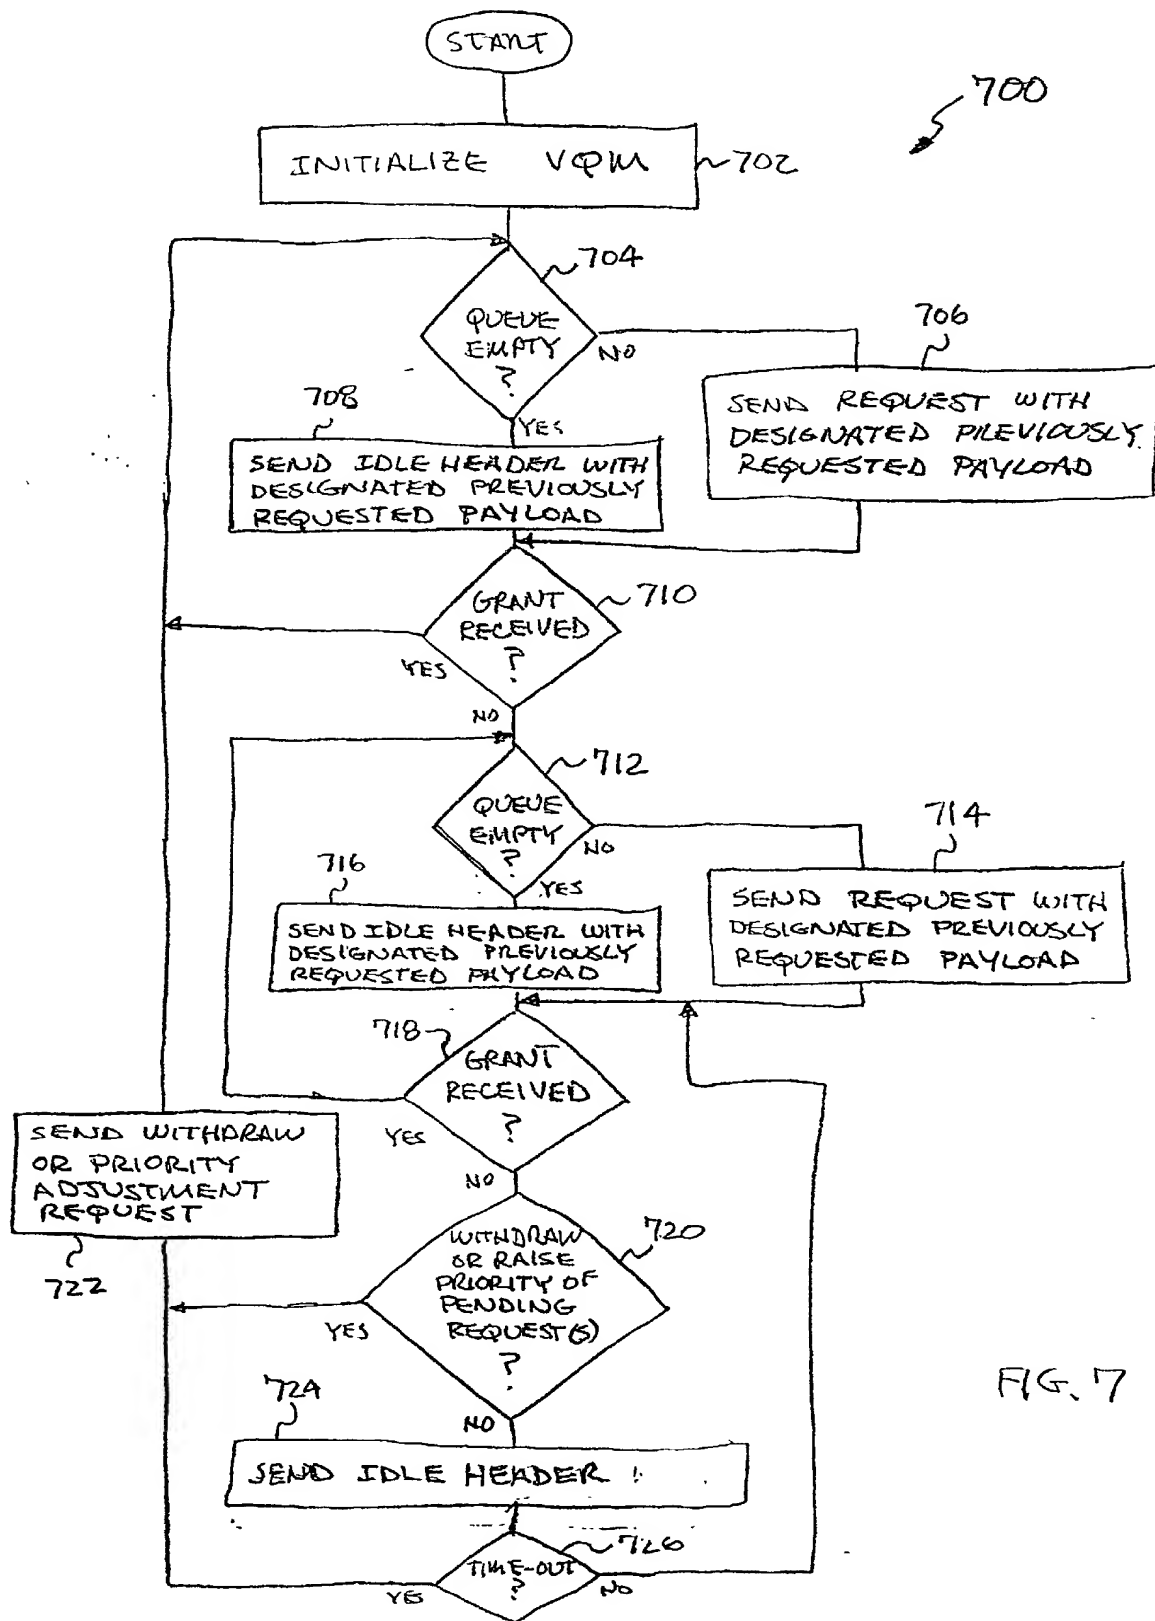 START
700
INITIALIZE VQM
702
704
QUEUE
EMPTY
?
NO
YES
706
SEND REQUEST WITH
DESIGNATED PREVIOUSLY
REQUESTED PAYLOAD
708
SEND IDLE HEADER WITH
DESIGNATED PREVIOUSLY
REQUESTED PAYLOAD
710
GRANT
RECEIVED
?
YES
NO
712
QUEUE
EMPTY
?
NO
YES
714
SEND REQUEST WITH
DESIGNATED PREVIOUSLY
REQUESTED PAYLOAD
716
SEND IDLE HEADER WITH
DESIGNATED PREVIOUSLY
REQUESTED PAYLOAD
718
GRANT
RECEIVED
?
YES
NO
SEND WITHDRAW
OR PRIORITY
ADJUSTMENT
REQUEST
722
720
WITHDRAW
OR RAISE
PRIORITY OF
PENDING
REQUEST(S)
?
YES
NO
724
SEND IDLE HEADER
726
TIME-OUT
?
YES
NO
FIG. 7